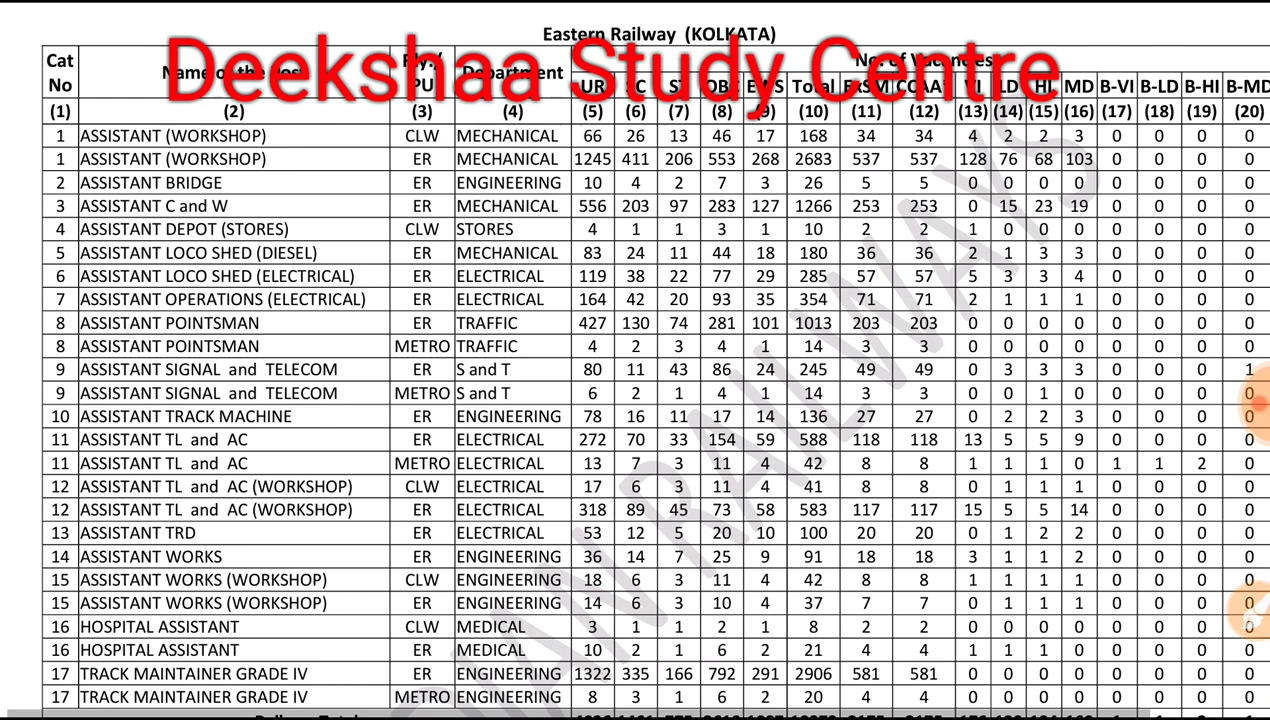 Eastern Railway (KOLKATA)
Deekshaa Study Centre
Cat No Name of the Post Rly./ PU Department No. of Vacancies
UR SC ST OBC EWS Total EXSM CCAA VI LD HI MD B-VI B-LD B-HI B-MD
(1) (2) (3) (4) (5) (6) (7) (8) (9) (10) (11) (12) (13) (14) (15) (16) (17) (18) (19) (20)
1 ASSISTANT (WORKSHOP) CLW MECHANICAL 66 26 13 46 17 168 34 34 4 2 2 3 0 0 0 0
1 ASSISTANT (WORKSHOP) ER MECHANICAL 1245 411 206 553 268 2683 537 537 128 76 68 103 0 0 0 0
2 ASSISTANT BRIDGE ER ENGINEERING 10 4 2 7 3 26 5 5 0 0 0 0 0 0 0 0
3 ASSISTANT C and W ER MECHANICAL 556 203 97 283 127 1266 253 253 0 15 23 19 0 0 0 0
4 ASSISTANT DEPOT (STORES) CLW STORES 4 1 1 3 1 10 2 2 1 0 0 0 0 0 0 0
5 ASSISTANT LOCO SHED (DIESEL) ER MECHANICAL 83 24 11 44 18 180 36 36 2 1 3 3 0 0 0 0
6 ASSISTANT LOCO SHED (ELECTRICAL) ER ELECTRICAL 119 38 22 77 29 285 57 57 5 3 3 4 0 0 0 0
7 ASSISTANT OPERATIONS (ELECTRICAL) ER ELECTRICAL 164 42 20 93 35 354 71 71 2 1 1 1 0 0 0 0
8 ASSISTANT POINTSMAN ER TRAFFIC 427 130 74 281 101 1013 203 203 0 0 0 0 0 0 0 0
8 ASSISTANT POINTSMAN METRO TRAFFIC 4 2 3 4 1 14 3 3 0 0 0 0 0 0 0 0
9 ASSISTANT SIGNAL and TELECOM ER S and T 80 11 43 86 24 245 49 49 0 3 3 3 0 0 0 1
9 ASSISTANT SIGNAL and TELECOM METRO S and T 6 2 1 4 1 14 3 3 0 0 1 0 0 0 0 0
10 ASSISTANT TRACK MACHINE ER ENGINEERING 78 16 11 17 14 136 27 27 0 2 2 3 0 0 0 0
11 ASSISTANT TL and AC ER ELECTRICAL 272 70 33 154 59 588 118 118 13 5 5 9 0 0 0 0
11 ASSISTANT TL and AC METRO ELECTRICAL 13 7 3 11 4 42 8 8 1 1 1 0 1 1 2 0
12 ASSISTANT TL and AC (WORKSHOP) CLW ELECTRICAL 17 6 3 11 4 41 8 8 0 1 1 1 0 0 0 0
12 ASSISTANT TL and AC (WORKSHOP) ER ELECTRICAL 318 89 45 73 58 583 117 117 15 5 5 14 0 0 0 0
13 ASSISTANT TRD ER ELECTRICAL 53 12 5 20 10 100 20 20 0 1 2 2 0 0 0 0
14 ASSISTANT WORKS ER ENGINEERING 36 14 7 25 9 91 18 18 3 1 1 2 0 0 0 0
15 ASSISTANT WORKS (WORKSHOP) CLW ENGINEERING 18 6 3 11 4 42 8 8 1 1 1 1 0 0 0 0
15 ASSISTANT WORKS (WORKSHOP) ER ENGINEERING 14 6 3 10 4 37 7 7 0 1 1 1 0 0 0 0
16 HOSPITAL ASSISTANT CLW MEDICAL 3 1 1 2 1 8 2 2 0 0 0 0 0 0 0 0
16 HOSPITAL ASSISTANT ER MEDICAL 10 2 1 6 2 21 4 4 1 1 1 0 0 0 0 0
17 TRACK MAINTAINER GRADE IV ER ENGINEERING 1322 335 166 792 291 2906 581 581 0 0 0 0 0 0 0 0
17 TRACK MAINTAINER GRADE IV METRO ENGINEERING 8 3 1 6 2 20 4 4 0 0 0 0 0 0 0 0